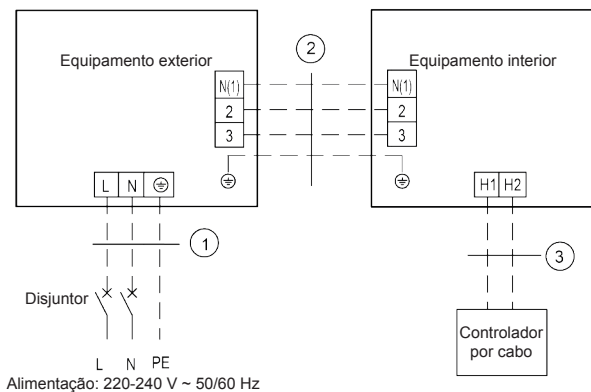 Equipamento exterior
Equipamento interior
2
N(1)
2
3
N(1)
2
3
L N
H1 H2
1
3
Disjuntor
Controlador
por cabo
L N PE
Alimentação: 220-240 V ~ 50/60 Hz